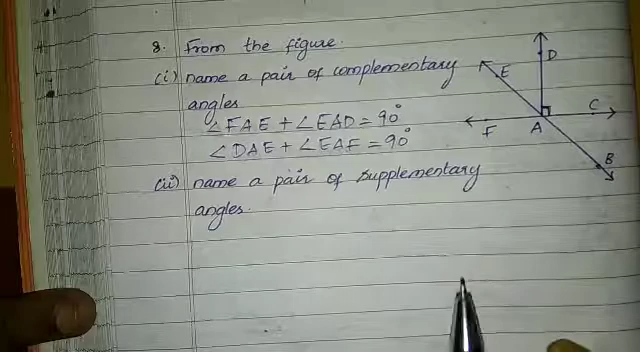 8. From the figure.
(i) name a pair of complementary
angles
∠FAE + ∠EAD = 90°
∠DAE + ∠EAF = 90°
(ii) name a pair of supplementary
angles.
D
E
C
F
A
B